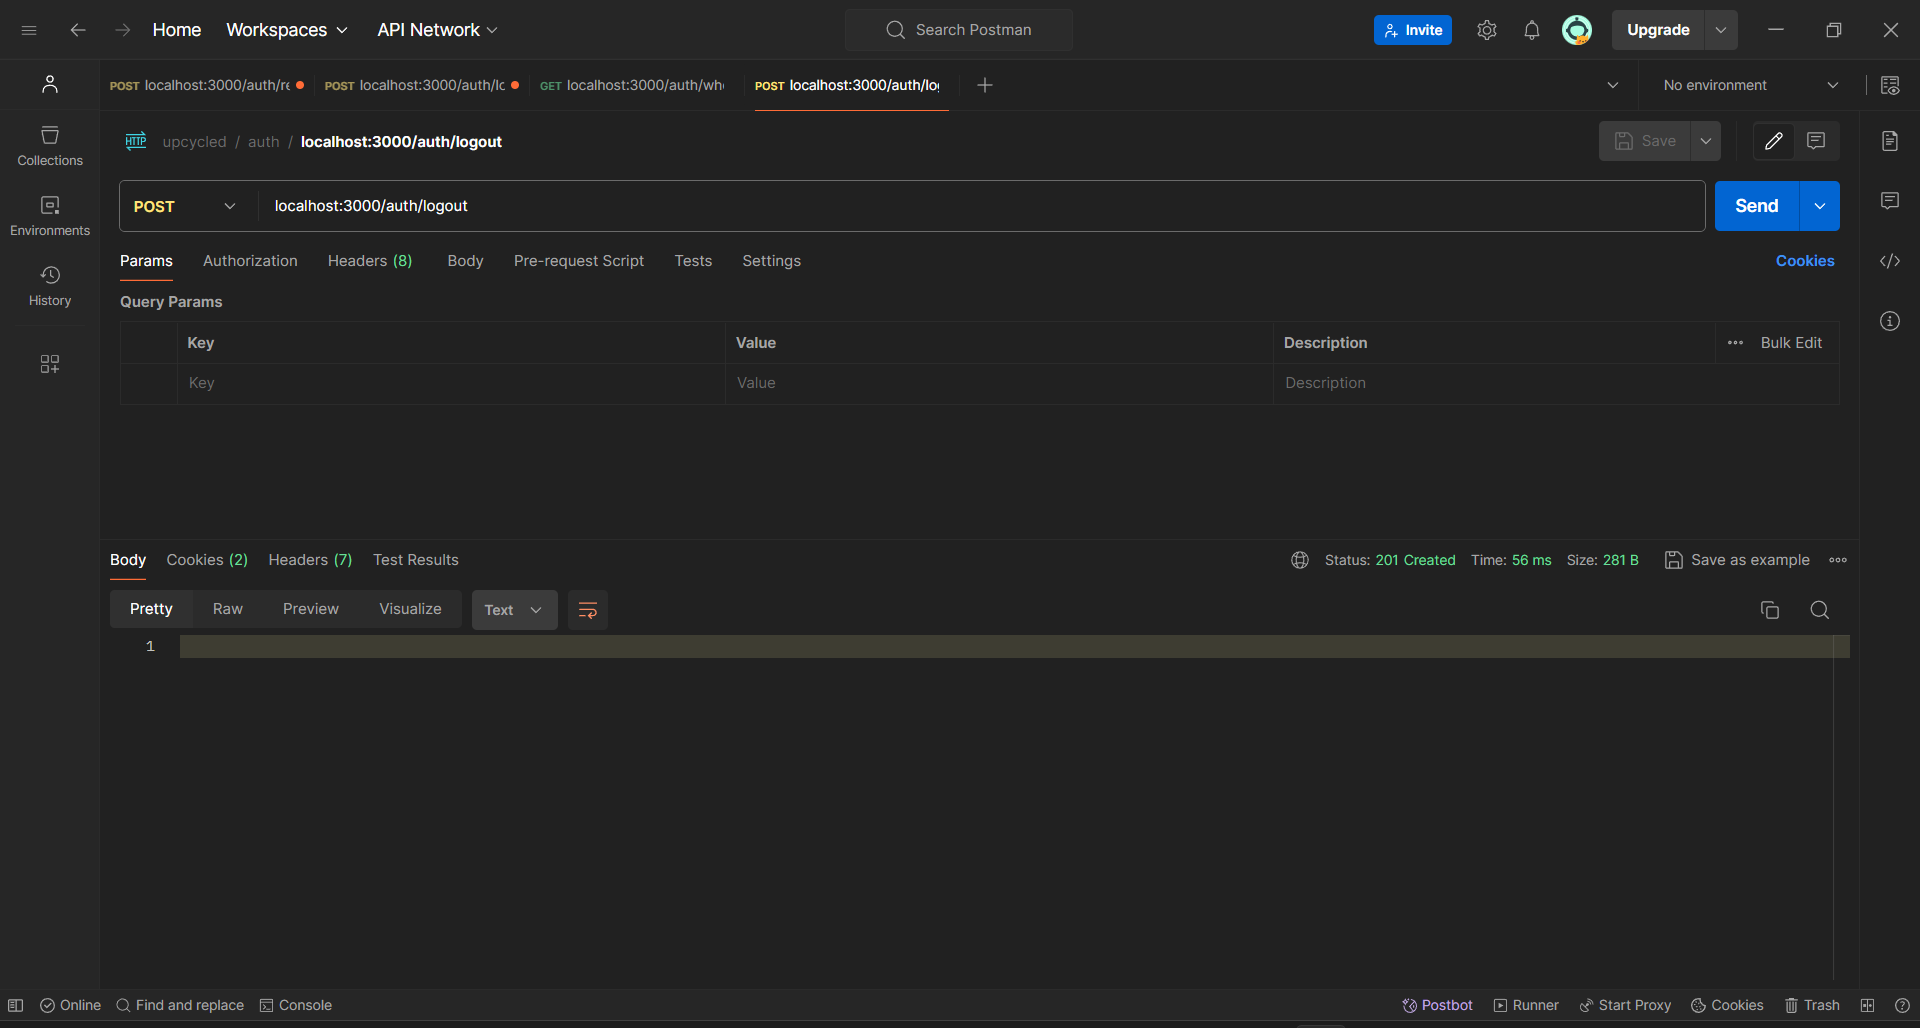 Home Workspaces API Network Search Postman Invite Upgrade
POST localhost:3000/auth/re POST localhost:3000/auth/lo GET localhost:3000/auth/wh POST localhost:3000/auth/lo No environment
HTTP upcycled / auth / localhost:3000/auth/logout Save
Collections
POST localhost:3000/auth/logout Send
Environments
Params Authorization Headers (8) Body Pre-request Script Tests Settings Cookies
History
Query Params
Key Value Description Bulk Edit
Key Value Description
Body Cookies (2) Headers (7) Test Results Status: 201 Created Time: 56 ms Size: 281 B Save as example
Pretty Raw Preview Visualize Text
1
Online Find and replace Console Postbot Runner Start Proxy Cookies Trash